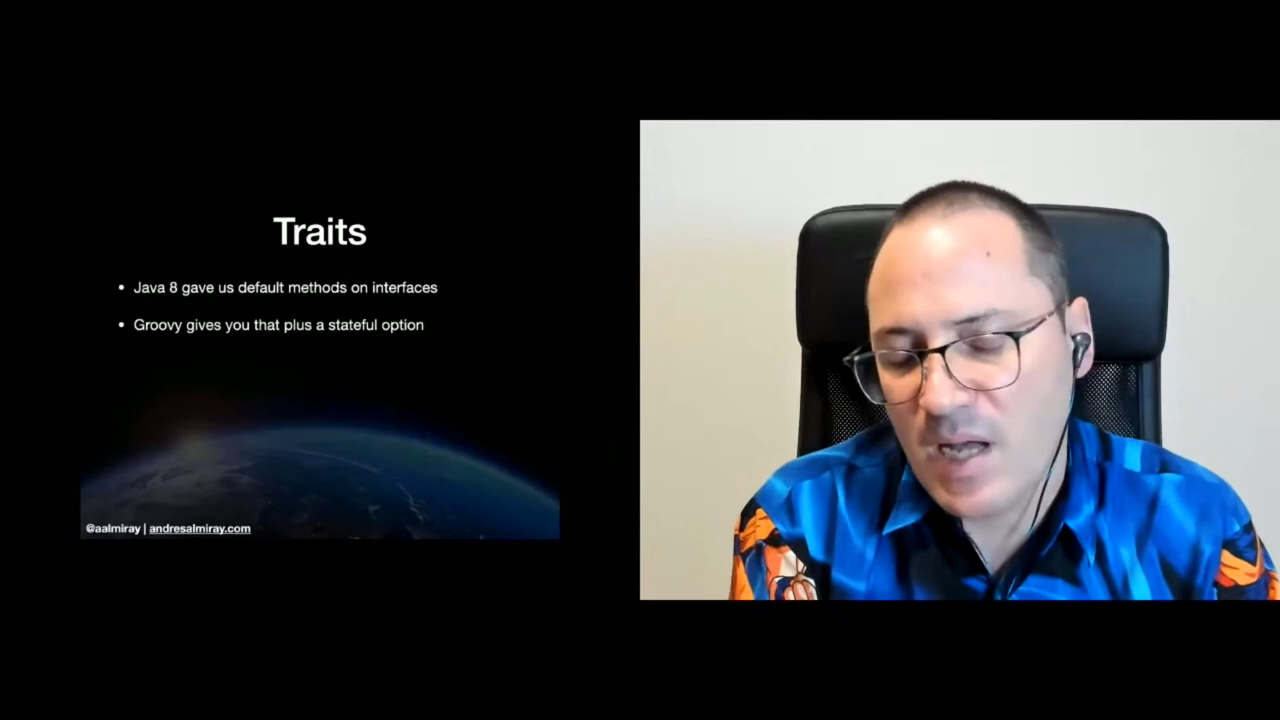 Traits
• Java 8 gave us default methods on interfaces
• Groovy gives you that plus a stateful option
@aalmiray | andresalmiray.com